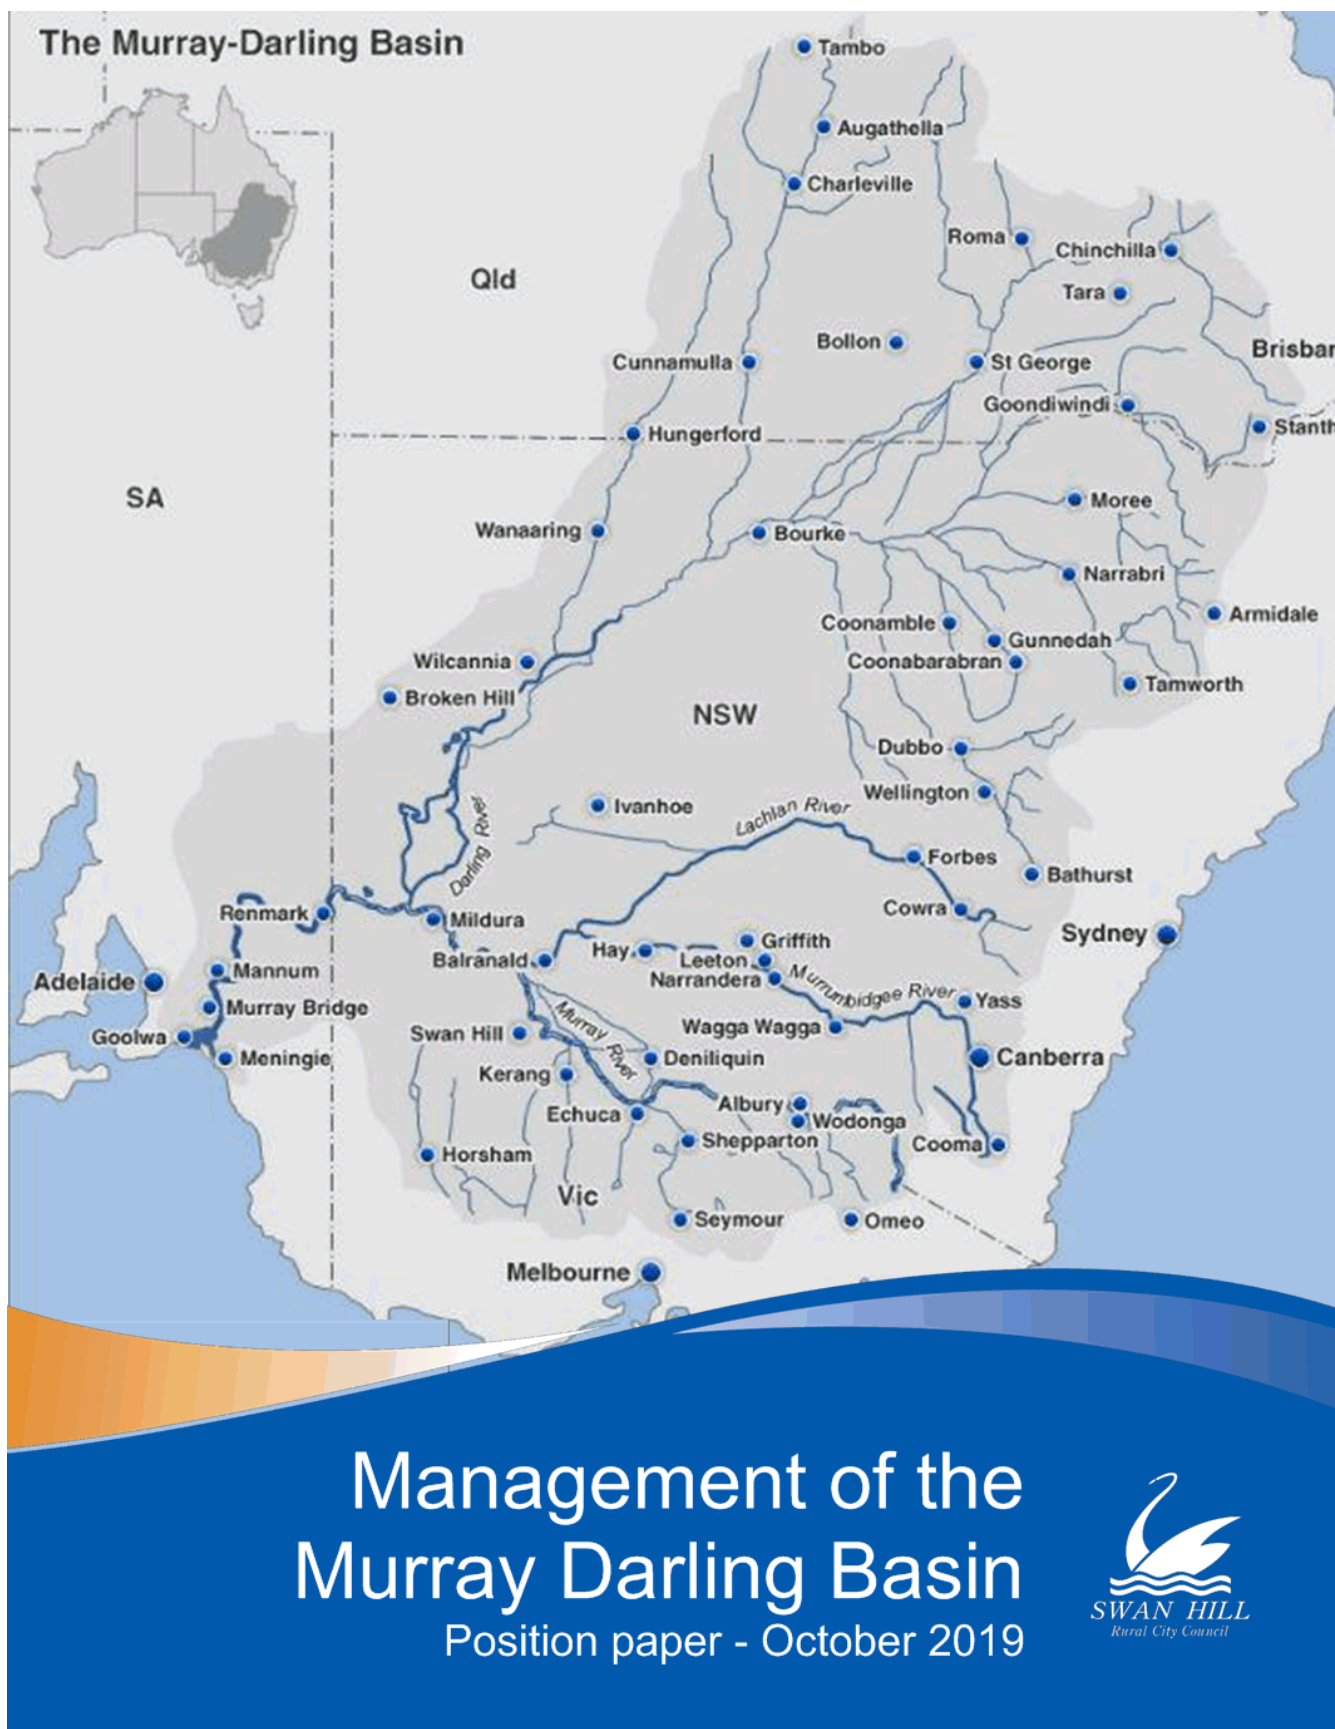 The Murray-Darling Basin
Tambo
Augathella
Charleville
Roma
Chinchilla
Qld
Tara
Bollon
Brisbar
Cunnamulla
St George
Goondiwindi
Stanth
Hungerford
SA
Moree
Wanaaring
Bourke
Narrabri
Armidale
Coonamble
Gunnedah
Wilcannia
Coonabarabran
Tamworth
Broken Hill
NSW
Dubbo
Wellington
Ivanhoe
Lachlan River
Darling River
Forbes
Bathurst
Cowra
Renmark
Mildura
Sydney
Griffith
Hay
Balranald
Leeton
Mannum
Adelaide
Narrandera
Murrumbidgee River
Yass
Murray Bridge
Murray River
Wagga Wagga
Swan Hill
Goolwa
Meningie
Deniliquin
Canberra
Kerang
Albury
Echuca
Wodonga
Shepparton
Cooma
Horsham
Vic
Seymour
Omeo
Melbourne
Management of the
Murray Darling Basin
Position paper - October 2019
SWAN HILL
Rural City Council